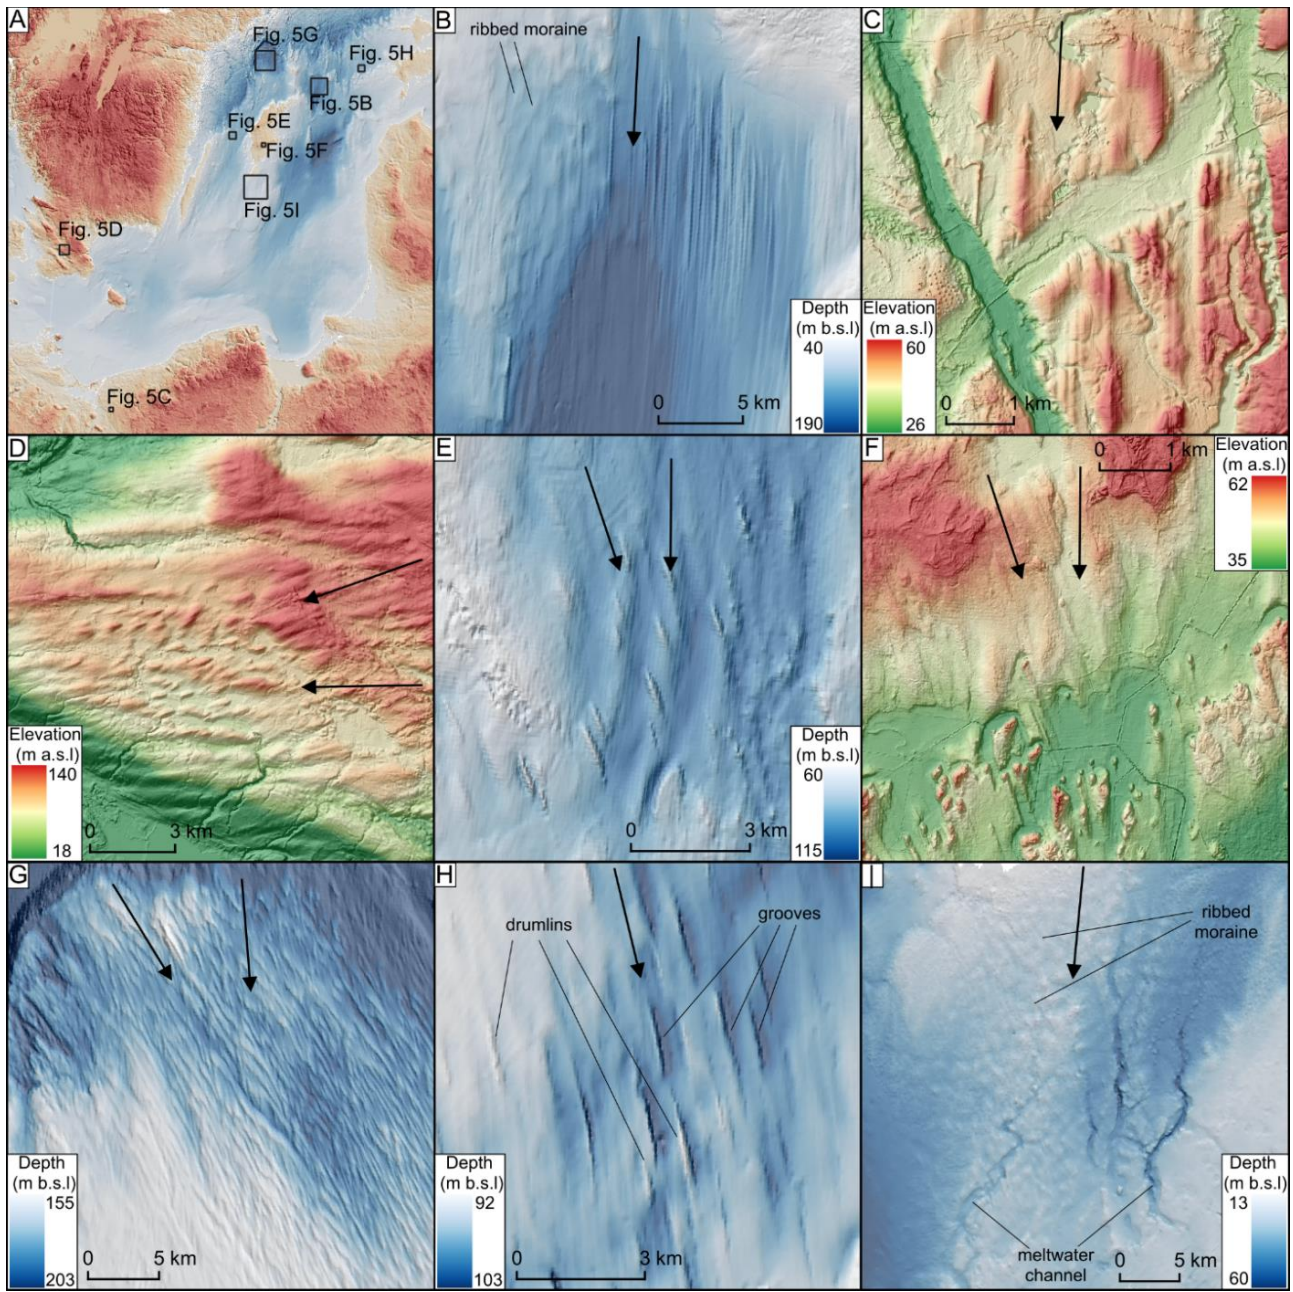 A
Fig. 5G
Fig. 5H
Fig. 5B
Fig. 5E
Fig. 5F
Fig. 5I
Fig. 5D
Fig. 5C
B
ribbed moraine
Depth
(m b.s.l)
40
190
0 5 km
C
Elevation
(m a.s.l)
60
26
0 1 km
D
Elevation
(m a.s.l)
140
18
0 3 km
E
Depth
(m b.s.l)
60
115
0 3 km
F
0 1 km
Elevation
(m a.s.l)
62
35
G
Depth
(m b.s.l)
155
203
0 5 km
H
drumlins
grooves
Depth
(m b.s.l)
92
103
0 3 km
I
ribbed
moraine
meltwater
channel
0 5 km
Depth
(m b.s.l)
13
60